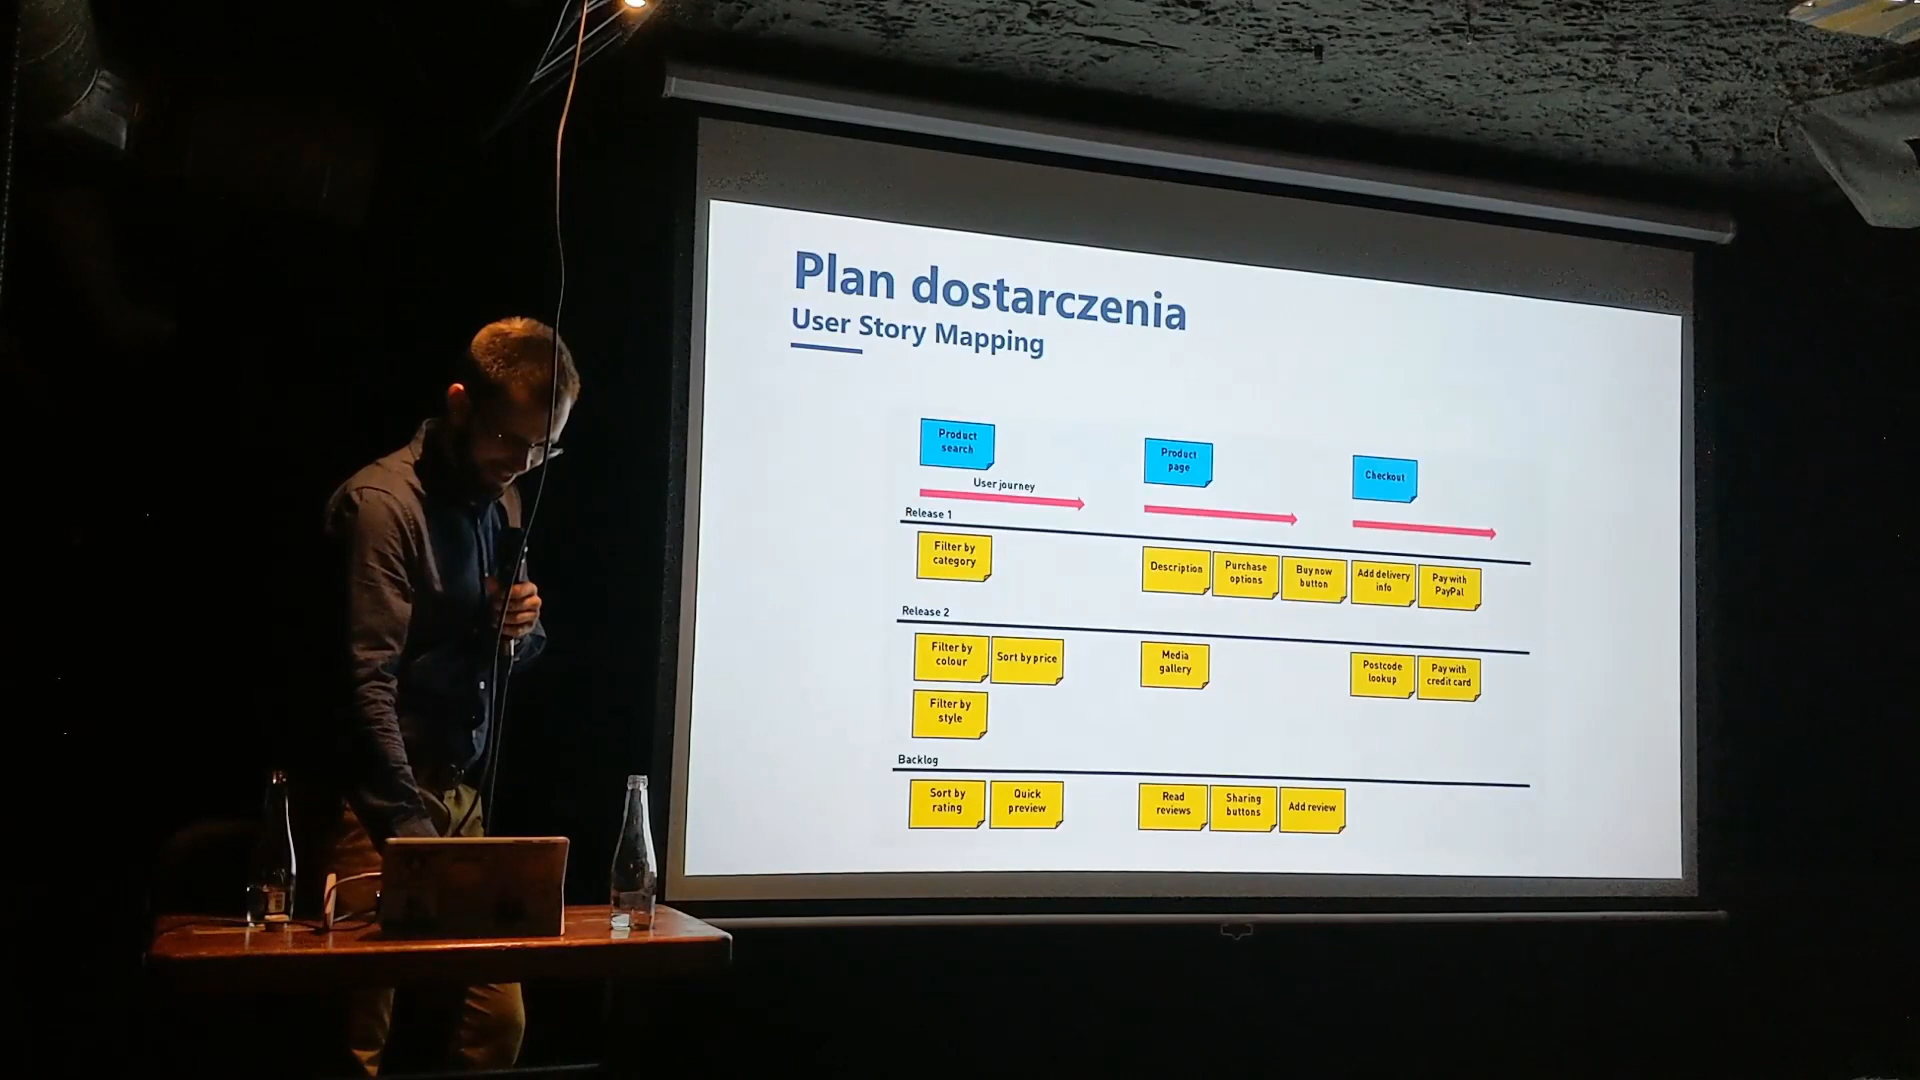 Plan dostarczenia
User Story Mapping
Product
search
Product
page
Checkout
User journey
Release 1
Filter by
category
Description
Purchase
options
Buy now
button
Add delivery
info
Pay with
PayPal
Release 2
Filter by
colour
Sort by price
Media
gallery
Postcode
lookup
Pay with
credit card
Filter by
style
Backlog
Sort by
rating
Quick
preview
Read
reviews
Sharing
buttons
Add review